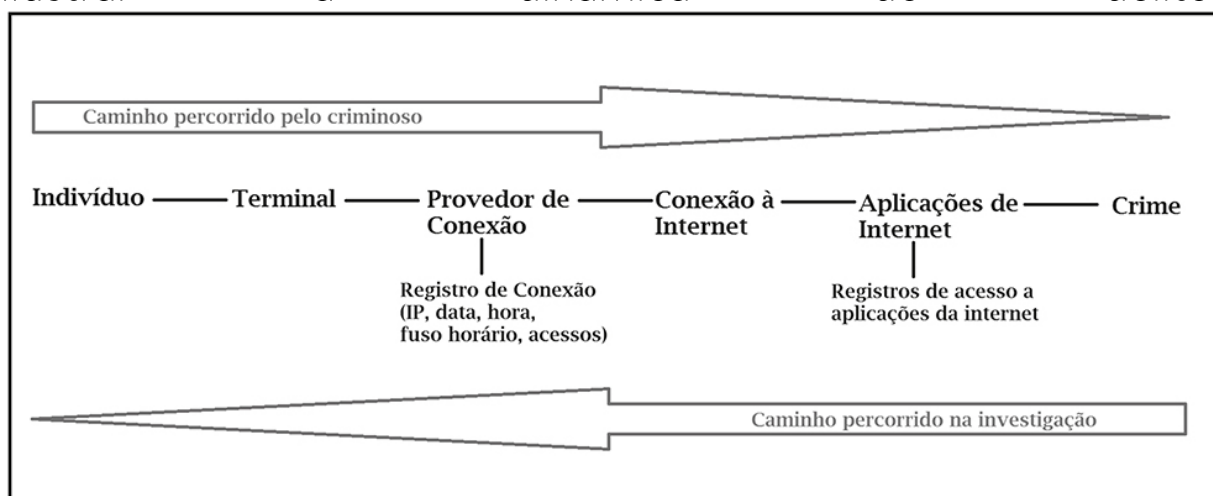 Caminho percorrido pelo criminoso
Indivíduo
Terminal
Provedor de
Conexão
Conexão à
Internet
Aplicações de
Internet
Crime
Registro de Conexão
(IP, data, hora,
fuso horário, acessos)
Registros de acesso a
aplicações da internet
Caminho percorrido na investigação